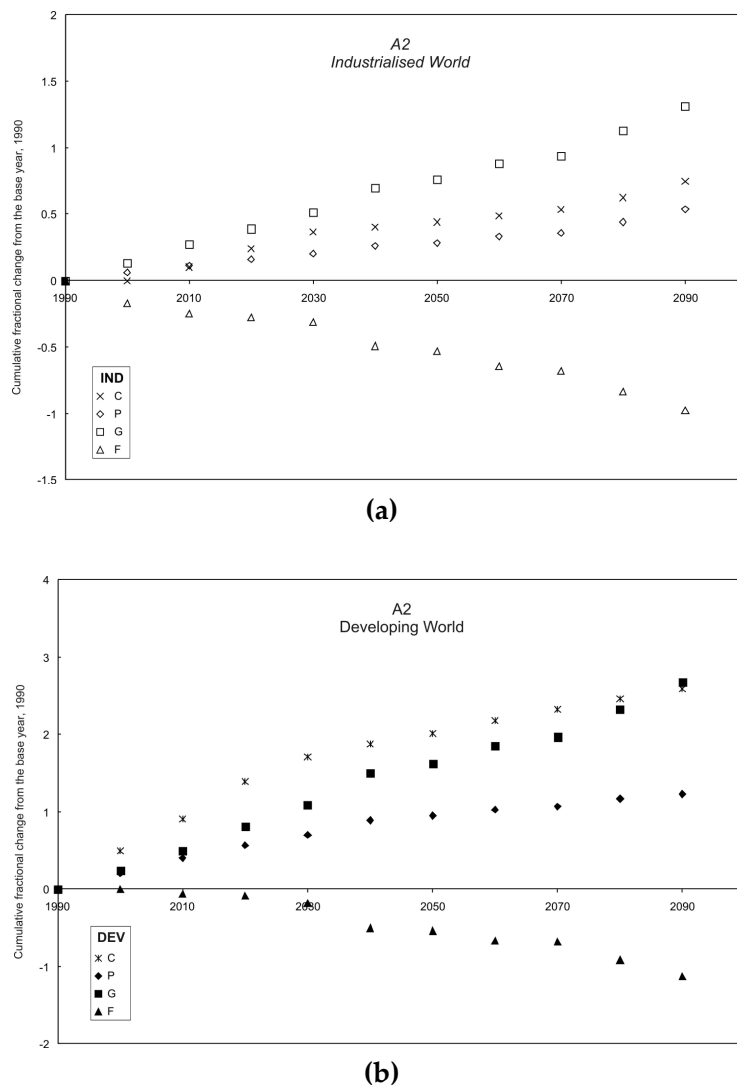 2
A2
Industrialised World
1.5
1
0.5
0
1990 2010 2030 2050 2070 2090
-0.5
-1
-1.5
Cumulative fractional change from the base year, 1990
IND
C
P
G
F
(a)
4
A2
Developing World
3
2
1
0
1990 2010 2030 2050 2070 2090
-1
-2
Cumulative fractional change from the base year, 1990
DEV
C
P
G
F
(b)